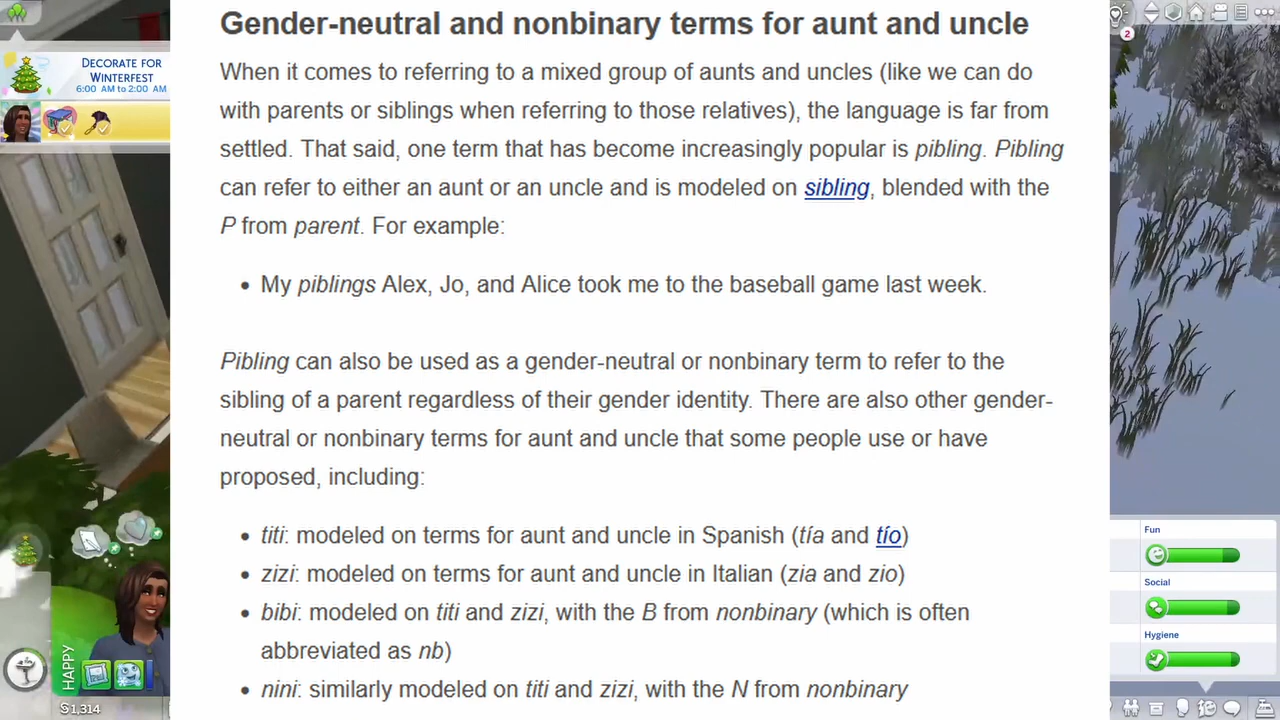 Gender-neutral and nonbinary terms for aunt and uncle
When it comes to referring to a mixed group of aunts and uncles (like we can do
with parents or siblings when referring to those relatives), the language is far from
settled. That said, one term that has become increasingly popular is pibling. Pibling
can refer to either an aunt or an uncle and is modeled on sibling, blended with the
P from parent. For example:
• My piblings Alex, Jo, and Alice took me to the baseball game last week.
Pibling can also be used as a gender-neutral or nonbinary term to refer to the
sibling of a parent regardless of their gender identity. There are also other gender-
neutral or nonbinary terms for aunt and uncle that some people use or have
proposed, including:
• titi: modeled on terms for aunt and uncle in Spanish (tía and tío)
• zizi: modeled on terms for aunt and uncle in Italian (zia and zio)
• bibi: modeled on titi and zizi, with the B from nonbinary (which is often
abbreviated as nb)
• nini: similarly modeled on titi and zizi, with the N from nonbinary
DECORATE FOR
WINTERFEST
6:00 AM to 2:00 AM
HAPPY
§1,314
2
Fun
Social
Hygiene